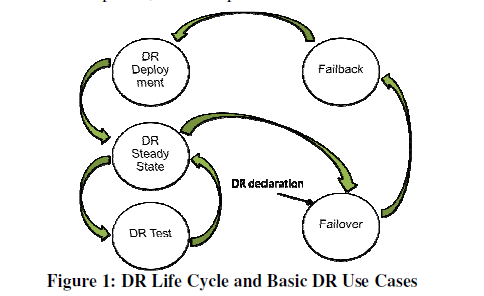 DR
Deploy
ment
Failback
DR
Steady
State
DR declaration
DR Test
Failover
Figure 1: DR Life Cycle and Basic DR Use Cases